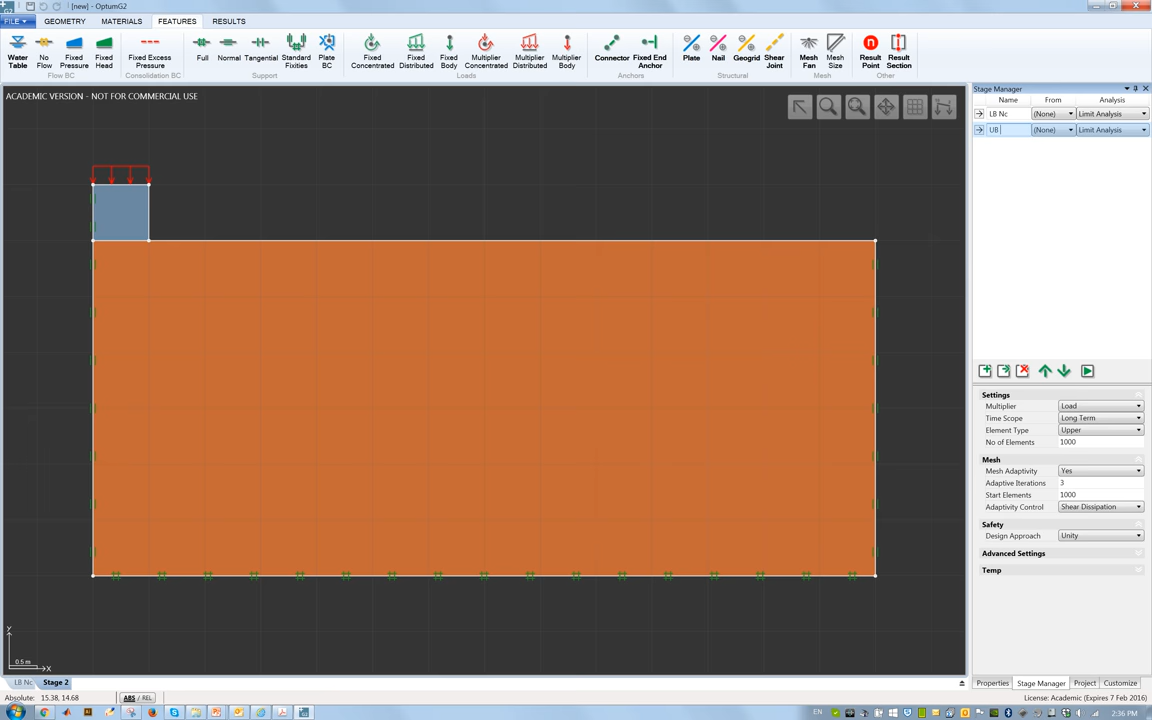 G2 [new] - OptumG2
FILE GEOMETRY MATERIALS FEATURES RESULTS
Water Table No Flow Fixed Pressure Fixed Head Fixed Excess Pressure Full Normal Tangential Standard Fixities Plate BC Fixed Concentrated Fixed Distributed Fixed Body Multiplier Concentrated Multiplier Distributed Multiplier Body Connector Fixed End Anchor Plate Nail Geogrid Shear Joint Mesh Fan Mesh Size Result Point Result Section
Flow BC Consolidation BC Support Loads Anchors Structural Mesh Other
ACADEMIC VERSION - NOT FOR COMMERCIAL USE
Stage Manager
Name From Analysis
LB Nc (None) Limit Analysis
UB (None) Limit Analysis
Settings
Multiplier Load
Time Scope Long Term
Element Type Upper
No of Elements 1000
Mesh
Mesh Adaptivity Yes
Adaptive Iterations 3
Start Elements 1000
Adaptivity Control Shear Dissipation
Safety
Design Approach Unity
Advanced Settings
Temp
Y
0.5 m X
LB Nc Stage 2
Properties Stage Manager Project Customize
Absolute: 15.38, 14.68 ABS / REL
License: Academic (Expires 7 Feb 2016)
EN 2:36 PM